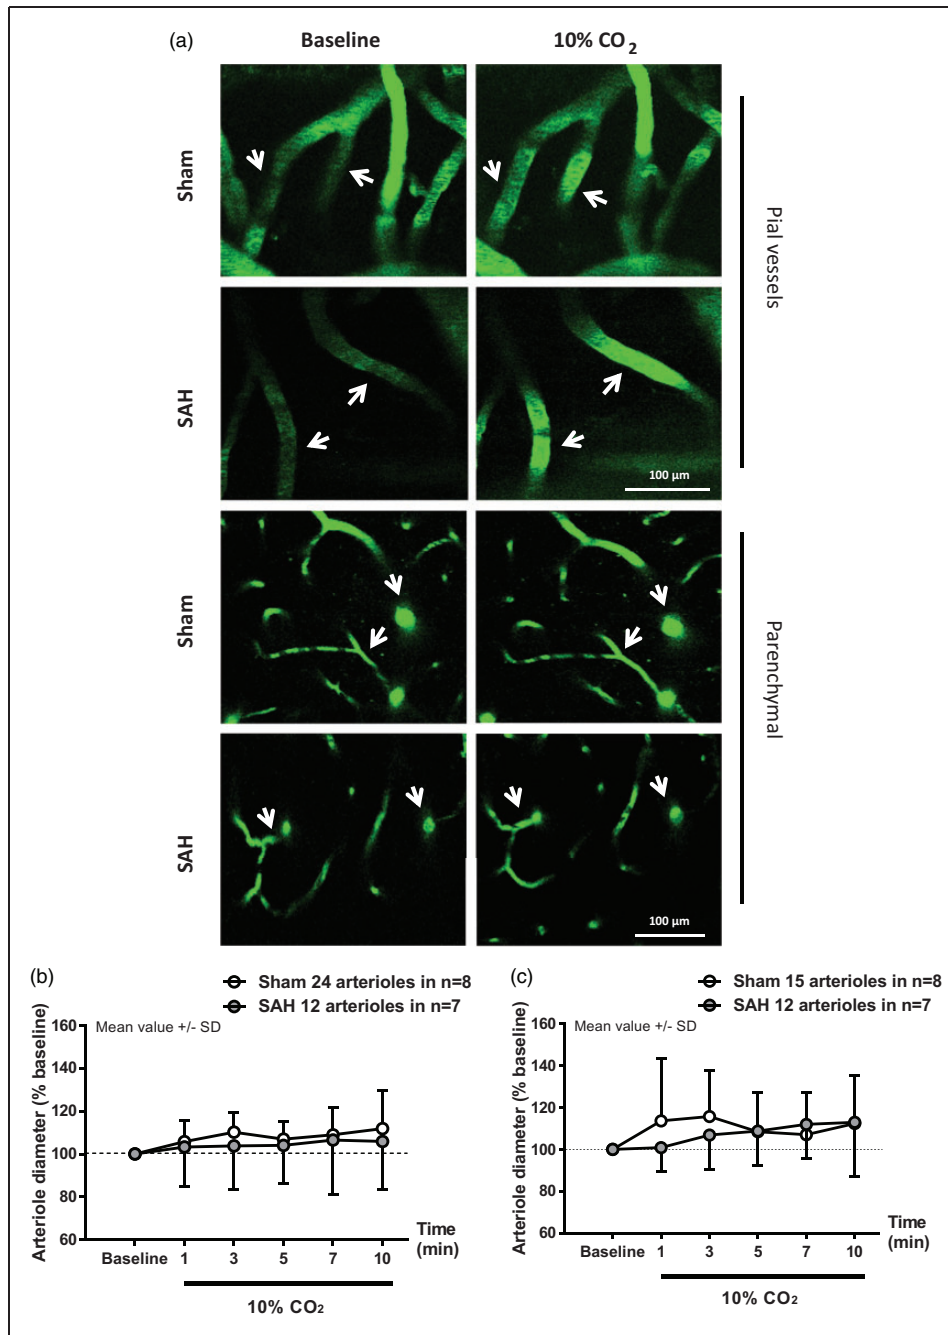 (a)
Baseline
10% CO2
Sham
SAH
Pial vessels
100 µm
Sham
SAH
Parenchymal
100 µm
(b)
Sham 24 arterioles in n=8
SAH 12 arterioles in n=7
Mean value +/- SD
Arteriole diameter (% baseline)
160
140
120
100
80
60
Baseline 1 3 5 7 10
Time
(min)
10% CO2
(c)
Sham 15 arterioles in n=8
SAH 12 arterioles in n=7
Mean value +/- SD
Arteriole diameter (% baseline)
160
140
120
100
80
60
Baseline 1 3 5 7 10
Time
(min)
10% CO2